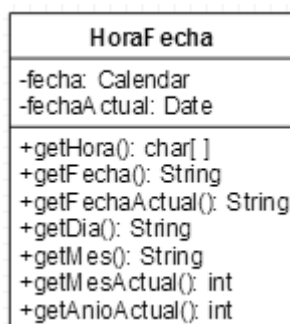 HoraFecha
-fecha: Calendar
-fechaActual: Date
+getHora(): char[ ]
+getFecha(): String
+getFechaActual(): String
+getDia(): String
+getMes(): String
+getMesActual(): int
+getAnioActual(): int